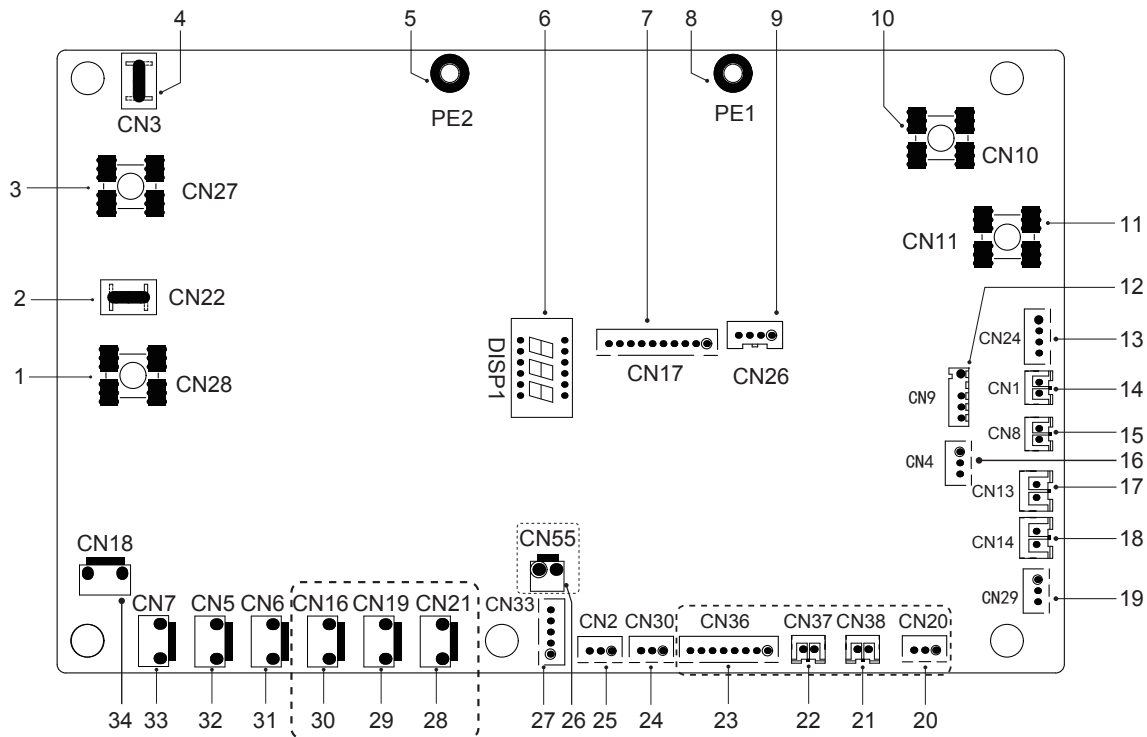 4 5 6 7 8 9 10
CN3 PE2 PE1
CN10
3 CN27
CN11 11
12
2 CN22
DISP1 CN17 CN26
CN24 13
1 CN28
CN9 CN1 14
CN8 15
CN4 16
CN13 17
CN14 18
CN18 CN55
CN29 19
CN7 CN5 CN6 CN16 CN19 CN21 CN33 CN2 CN30 CN36 CN37 CN38 CN20
34 33 32 31 30 29 28 27 26 25 24 23 22 21 20